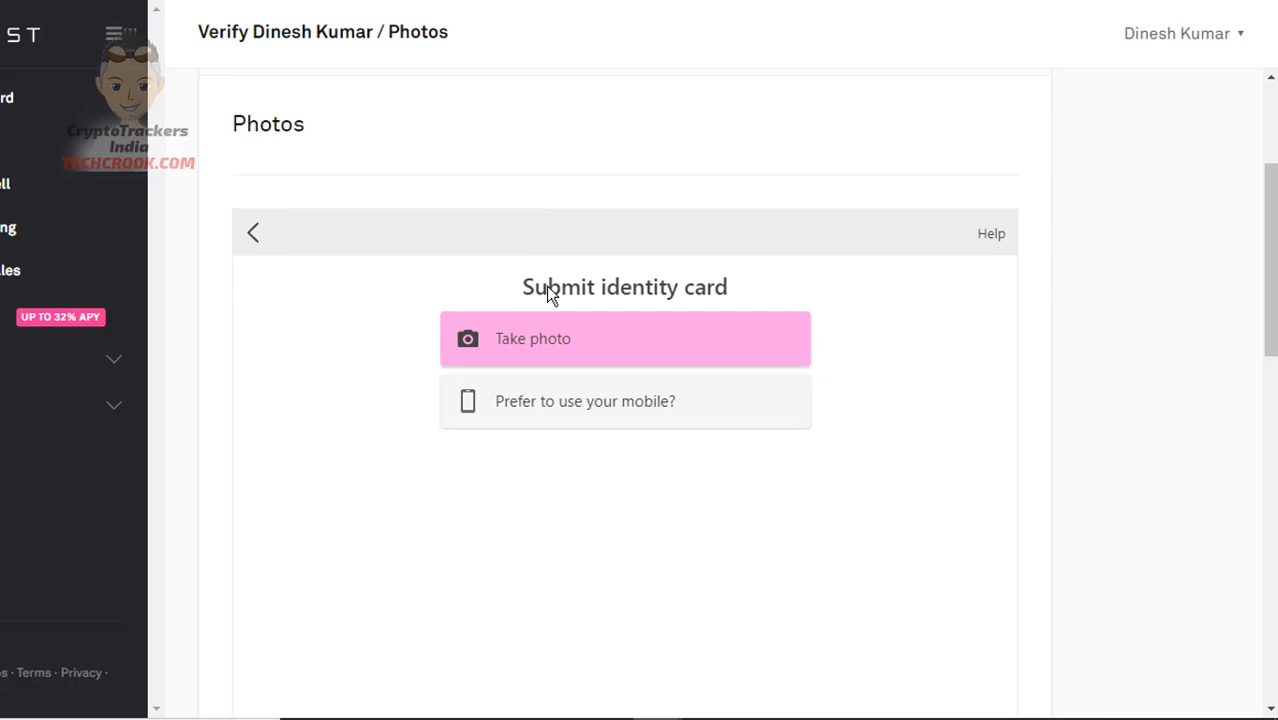 ST
Verify Dinesh Kumar / Photos
Dinesh Kumar
rd
CryptoTrackers
India
TECHCROOK.COM
ll
ng
les
UP TO 32% APY
s · Terms · Privacy ·
Photos
Help
Submit identity card
Take photo
Prefer to use your mobile?